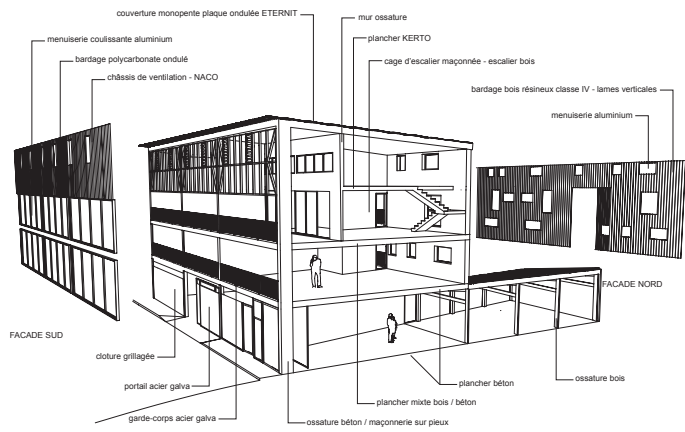 couverture monopente plaque ondulée ETERNIT
mur ossature
menuiserie coulissante aluminium
plancher KERTO
bardage polycarbonate ondulé
cage d'escalier maçonnée - escalier bois
châssis de ventilation - NACO
bardage bois résineux classe IV - lames verticales
menuiserie aluminium
FACADE NORD
FACADE SUD
cloture grillagée
portail acier galva
plancher béton
ossature bois
plancher mixte bois / béton
garde-corps acier galva
ossature béton / maçonnerie sur pieux